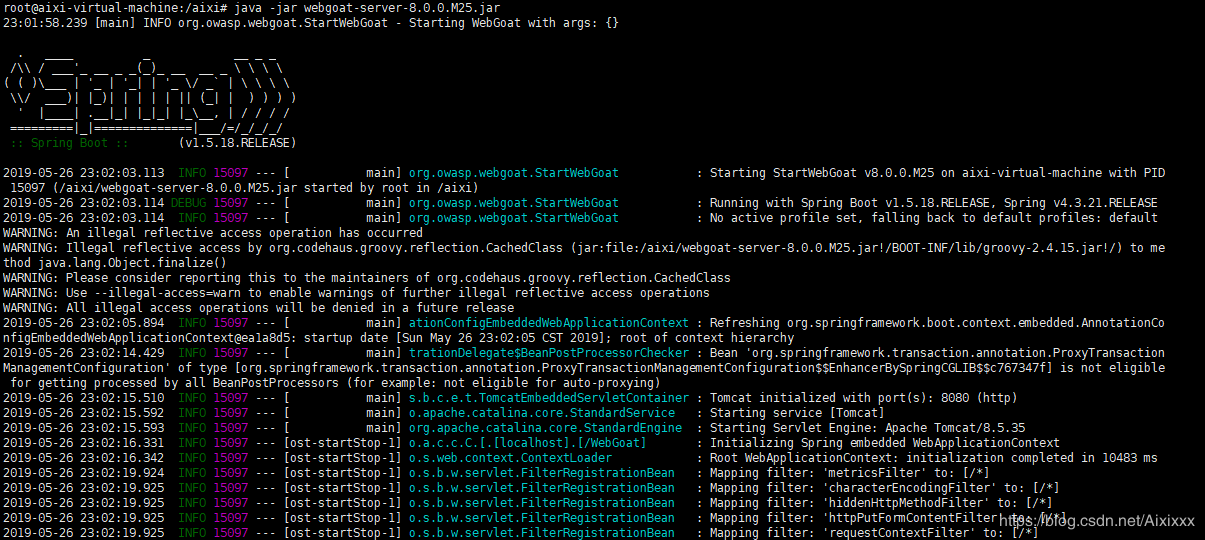 root@aixi-virtual-machine:/aixi# java -jar webgoat-server-8.0.0.M25.jar
23:01:58.239 [main] INFO org.owasp.webgoat.StartWebGoat - Starting WebGoat with args: {}
  .   ____          _            __ _ _
 /\\ / ___'_ __ _ _(_)_ __  __ _ \ \ \ \
( ( )\___ | '_ | '_| | '_ \/ _` | \ \ \ \
 \\/  ___)| |_)| | | | | || (_| |  ) ) ) )
  '  |____| .__|_| |_|_| |_\__, | / / / /
 =========|_|==============|___/=/_/_/_/
 :: Spring Boot ::       (v1.5.18.RELEASE)
2019-05-26 23:02:03.113  INFO 15097 --- [           main] org.owasp.webgoat.StartWebGoat           : Starting StartWebGoat v8.0.0.M25 on aixi-virtual-machine with PID
 15097 (/aixi/webgoat-server-8.0.0.M25.jar started by root in /aixi)
2019-05-26 23:02:03.114 DEBUG 15097 --- [           main] org.owasp.webgoat.StartWebGoat           : Running with Spring Boot v1.5.18.RELEASE, Spring v4.3.21.RELEASE
2019-05-26 23:02:03.114  INFO 15097 --- [           main] org.owasp.webgoat.StartWebGoat           : No active profile set, falling back to default profiles: default
WARNING: An illegal reflective access operation has occurred
WARNING: Illegal reflective access by org.codehaus.groovy.reflection.CachedClass (jar:file:/aixi/webgoat-server-8.0.0.M25.jar!/BOOT-INF/lib/groovy-2.4.15.jar!/) to me
thod java.lang.Object.finalize()
WARNING: Please consider reporting this to the maintainers of org.codehaus.groovy.reflection.CachedClass
WARNING: Use --illegal-access=warn to enable warnings of further illegal reflective access operations
WARNING: All illegal access operations will be denied in a future release
2019-05-26 23:02:05.894  INFO 15097 --- [           main] ationConfigEmbeddedWebApplicationContext : Refreshing org.springframework.boot.context.embedded.AnnotationCo
nfigEmbeddedWebApplicationContext@ea1a8d5: startup date [Sun May 26 23:02:05 CST 2019]; root of context hierarchy
2019-05-26 23:02:14.429  INFO 15097 --- [           main] trationDelegate$BeanPostProcessorChecker : Bean 'org.springframework.transaction.annotation.ProxyTransaction
ManagementConfiguration' of type [org.springframework.transaction.annotation.ProxyTransactionManagementConfiguration$$EnhancerBySpringCGLIB$$c767347f] is not eligible
 for getting processed by all BeanPostProcessors (for example: not eligible for auto-proxying)
2019-05-26 23:02:15.510  INFO 15097 --- [           main] s.b.c.e.t.TomcatEmbeddedServletContainer : Tomcat initialized with port(s): 8080 (http)
2019-05-26 23:02:15.592  INFO 15097 --- [           main] o.apache.catalina.core.StandardService   : Starting service [Tomcat]
2019-05-26 23:02:15.593  INFO 15097 --- [           main] org.apache.catalina.core.StandardEngine  : Starting Servlet Engine: Apache Tomcat/8.5.35
2019-05-26 23:02:16.331  INFO 15097 --- [ost-startStop-1] o.a.c.c.C.[.[localhost].[/WebGoat]       : Initializing Spring embedded WebApplicationContext
2019-05-26 23:02:16.342  INFO 15097 --- [ost-startStop-1] o.s.web.context.ContextLoader            : Root WebApplicationContext: initialization completed in 10483 ms
2019-05-26 23:02:19.924  INFO 15097 --- [ost-startStop-1] o.s.b.w.servlet.FilterRegistrationBean   : Mapping filter: 'metricsFilter' to: [/*]
2019-05-26 23:02:19.925  INFO 15097 --- [ost-startStop-1] o.s.b.w.servlet.FilterRegistrationBean   : Mapping filter: 'characterEncodingFilter' to: [/*]
2019-05-26 23:02:19.925  INFO 15097 --- [ost-startStop-1] o.s.b.w.servlet.FilterRegistrationBean   : Mapping filter: 'hiddenHttpMethodFilter' to: [/*]
2019-05-26 23:02:19.925  INFO 15097 --- [ost-startStop-1] o.s.b.w.servlet.FilterRegistrationBean   : Mapping filter: 'httpPutFormContentFilter' to: [/*]
2019-05-26 23:02:19.925  INFO 15097 --- [ost-startStop-1] o.s.b.w.servlet.FilterRegistrationBean   : Mapping filter: 'requestContextFilter' to: [/*]
https://blog.csdn.net/Aixixxx